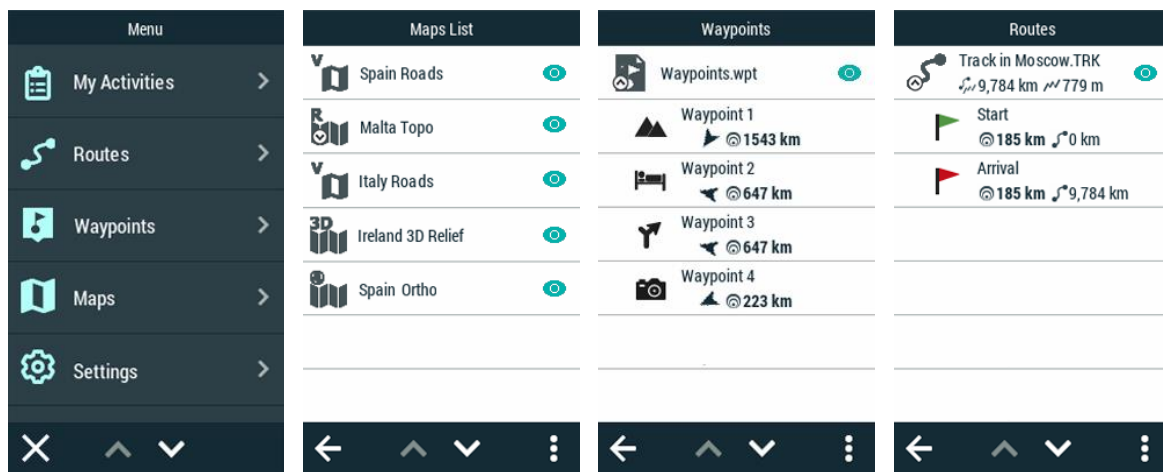 Menu
My Activities
Routes
Waypoints
Maps
Settings
Maps List
V
Spain Roads
R
Malta Topo
V
Italy Roads
3D
Ireland 3D Relief
Spain Ortho
Waypoints
Waypoints.wpt
Waypoint 1
1543 km
Waypoint 2
647 km
Waypoint 3
647 km
Waypoint 4
223 km
Routes
Track in Moscow.TRK
9,784 km 779 m
Start
185 km 0 km
Arrival
185 km 9,784 km